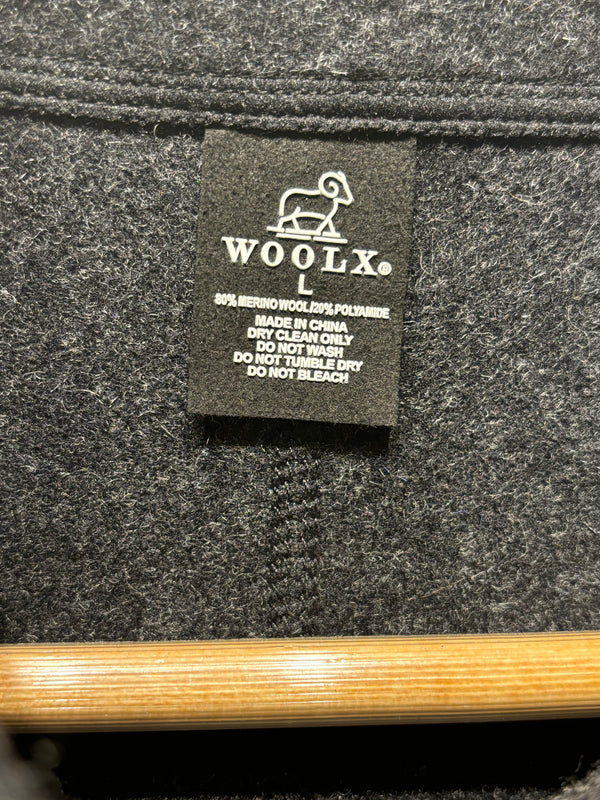 WOOLX®
L
80% MERINO WOOL/20% POLYAMIDE
MADE IN CHINA
DRY CLEAN ONLY
DO NOT WASH
DO NOT TUMBLE DRY
DO NOT BLEACH